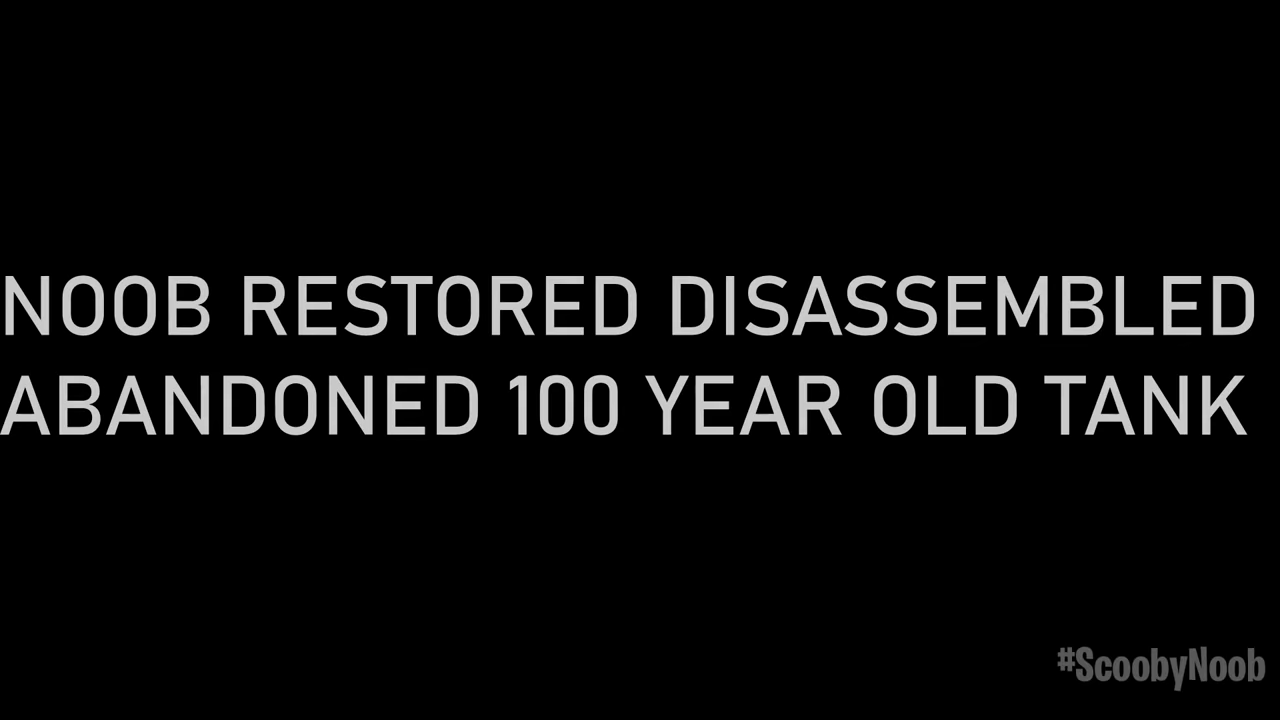 NOOB RESTORED DISASSEMBLED
ABANDONED 100 YEAR OLD TANK
#ScoobyNoob